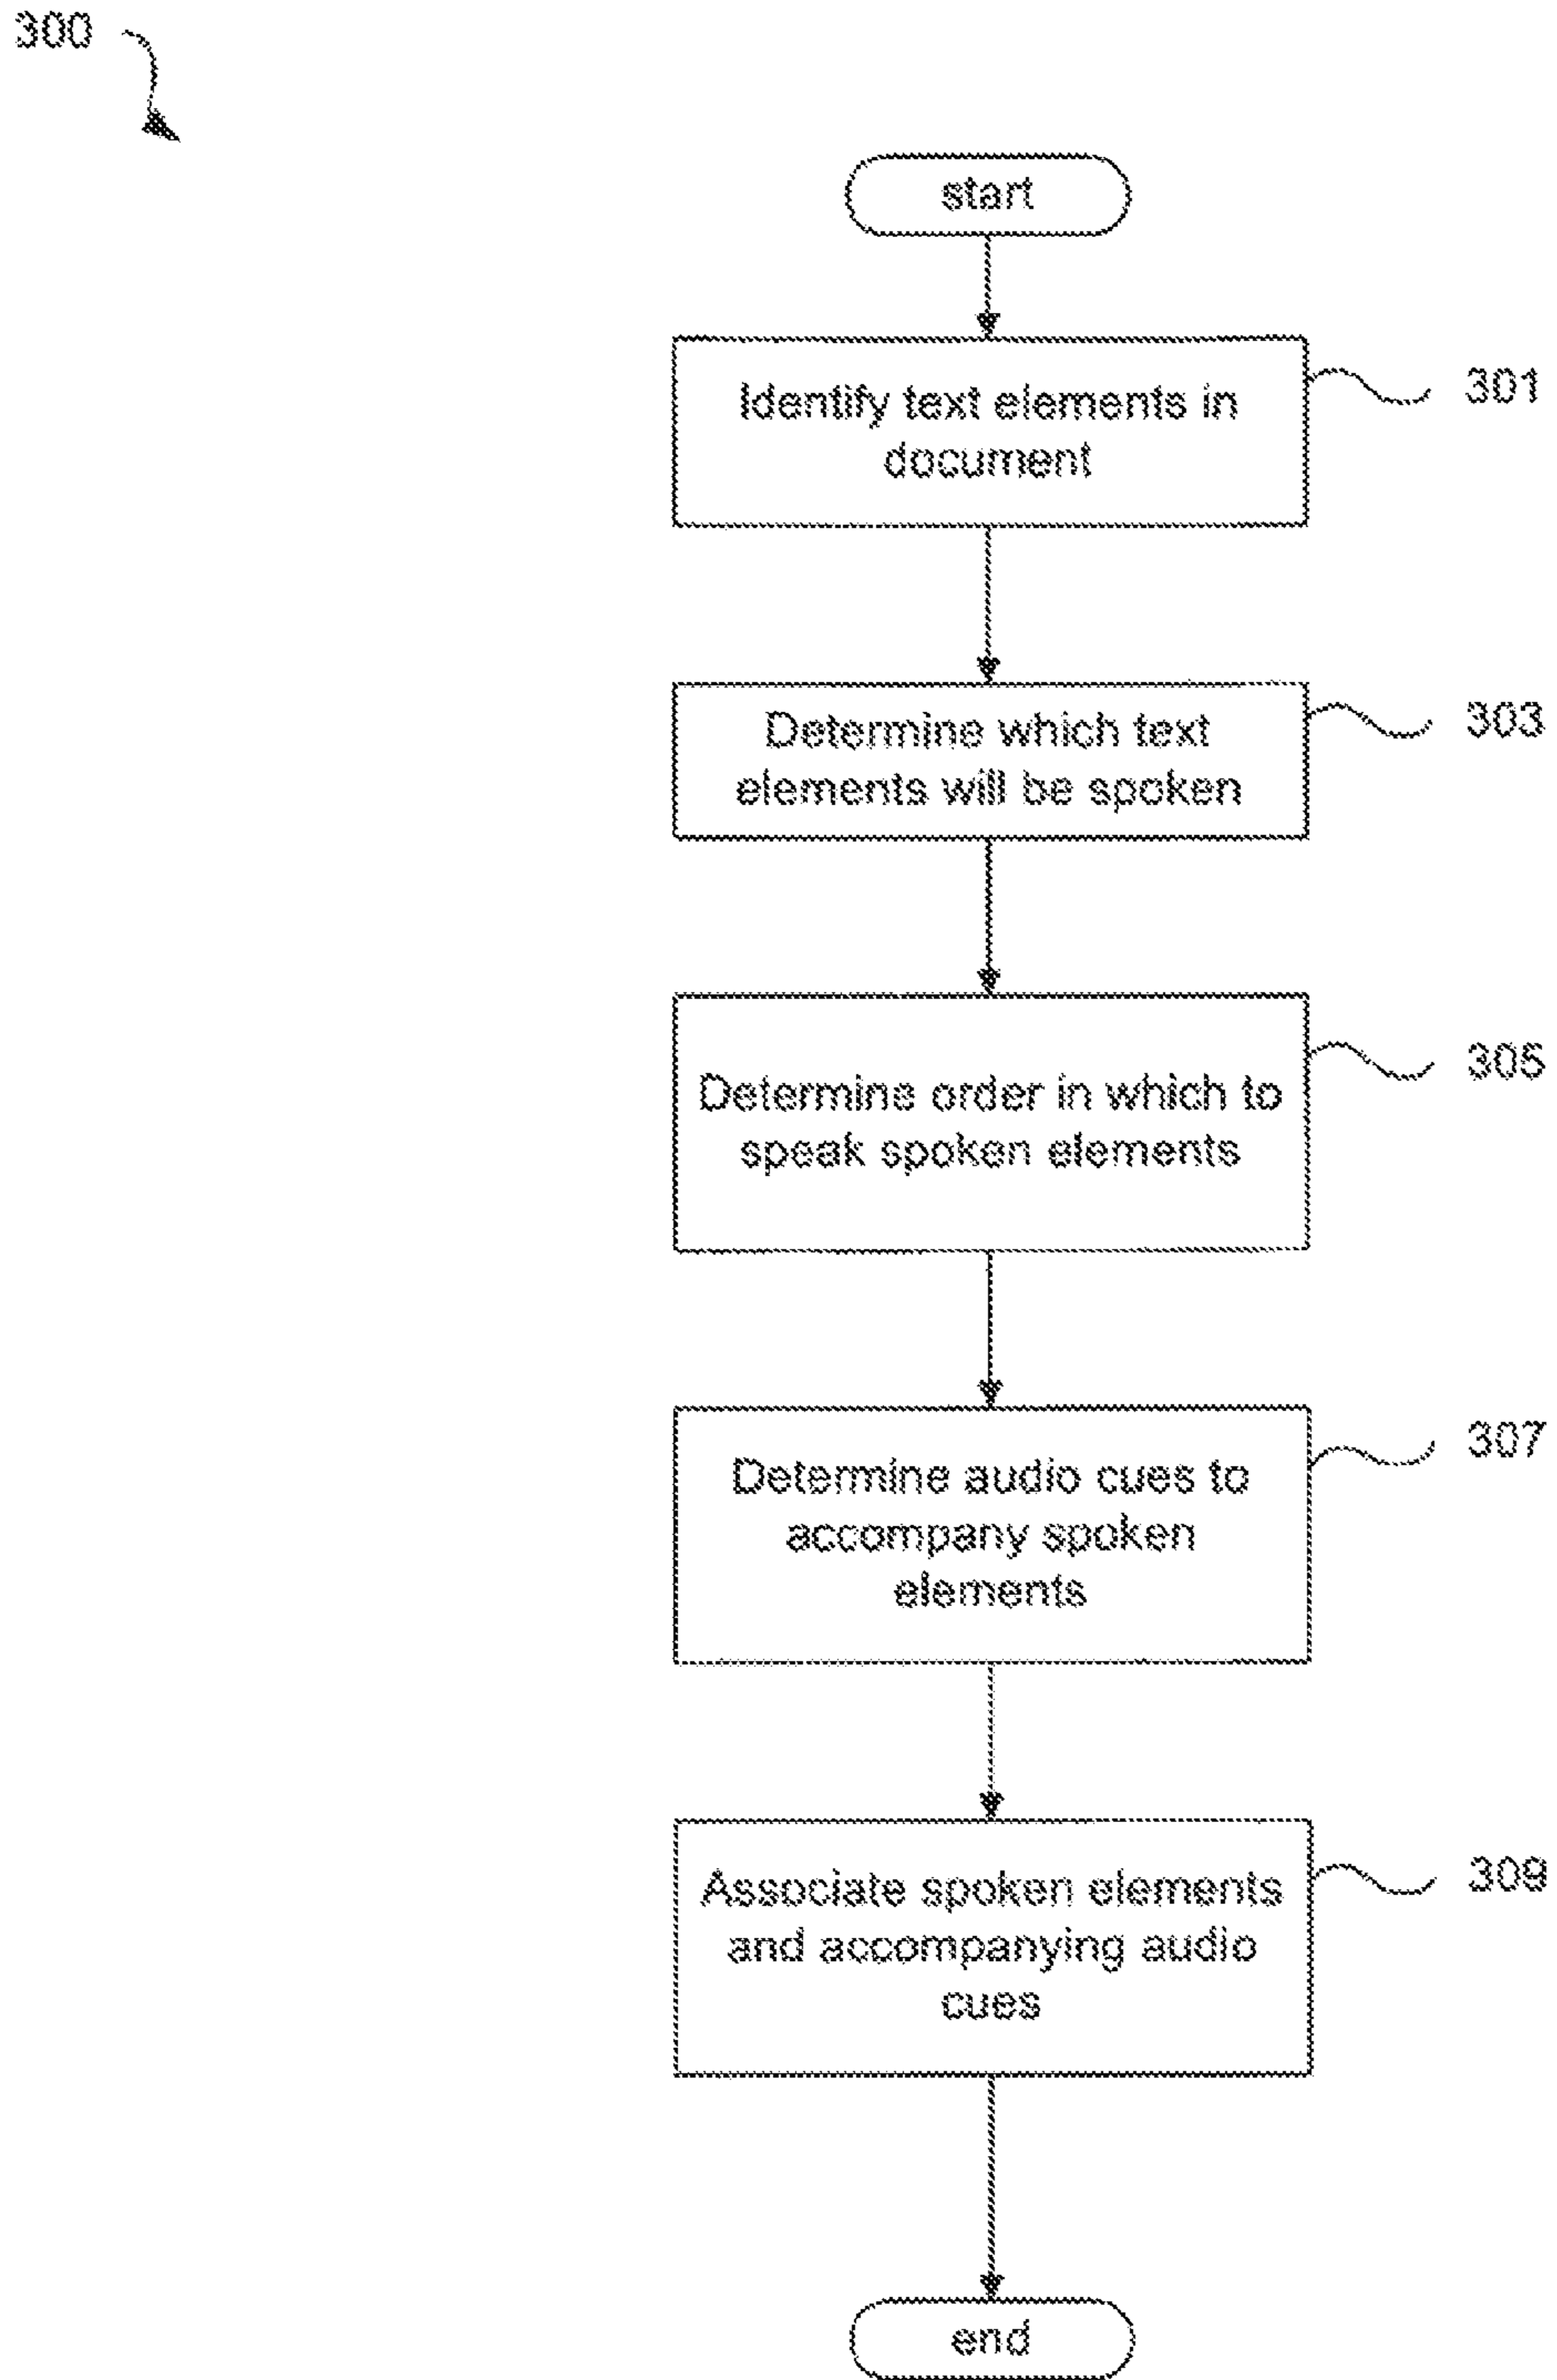 300
start
Identify text elements in
document
301
Determine which text
elements will be spoken
303
Determine order in which to
speak spoken elements
305
Determine audio cues to
accompany spoken
elements
307
Associate spoken elements
and accompanying audio
cues
309
end